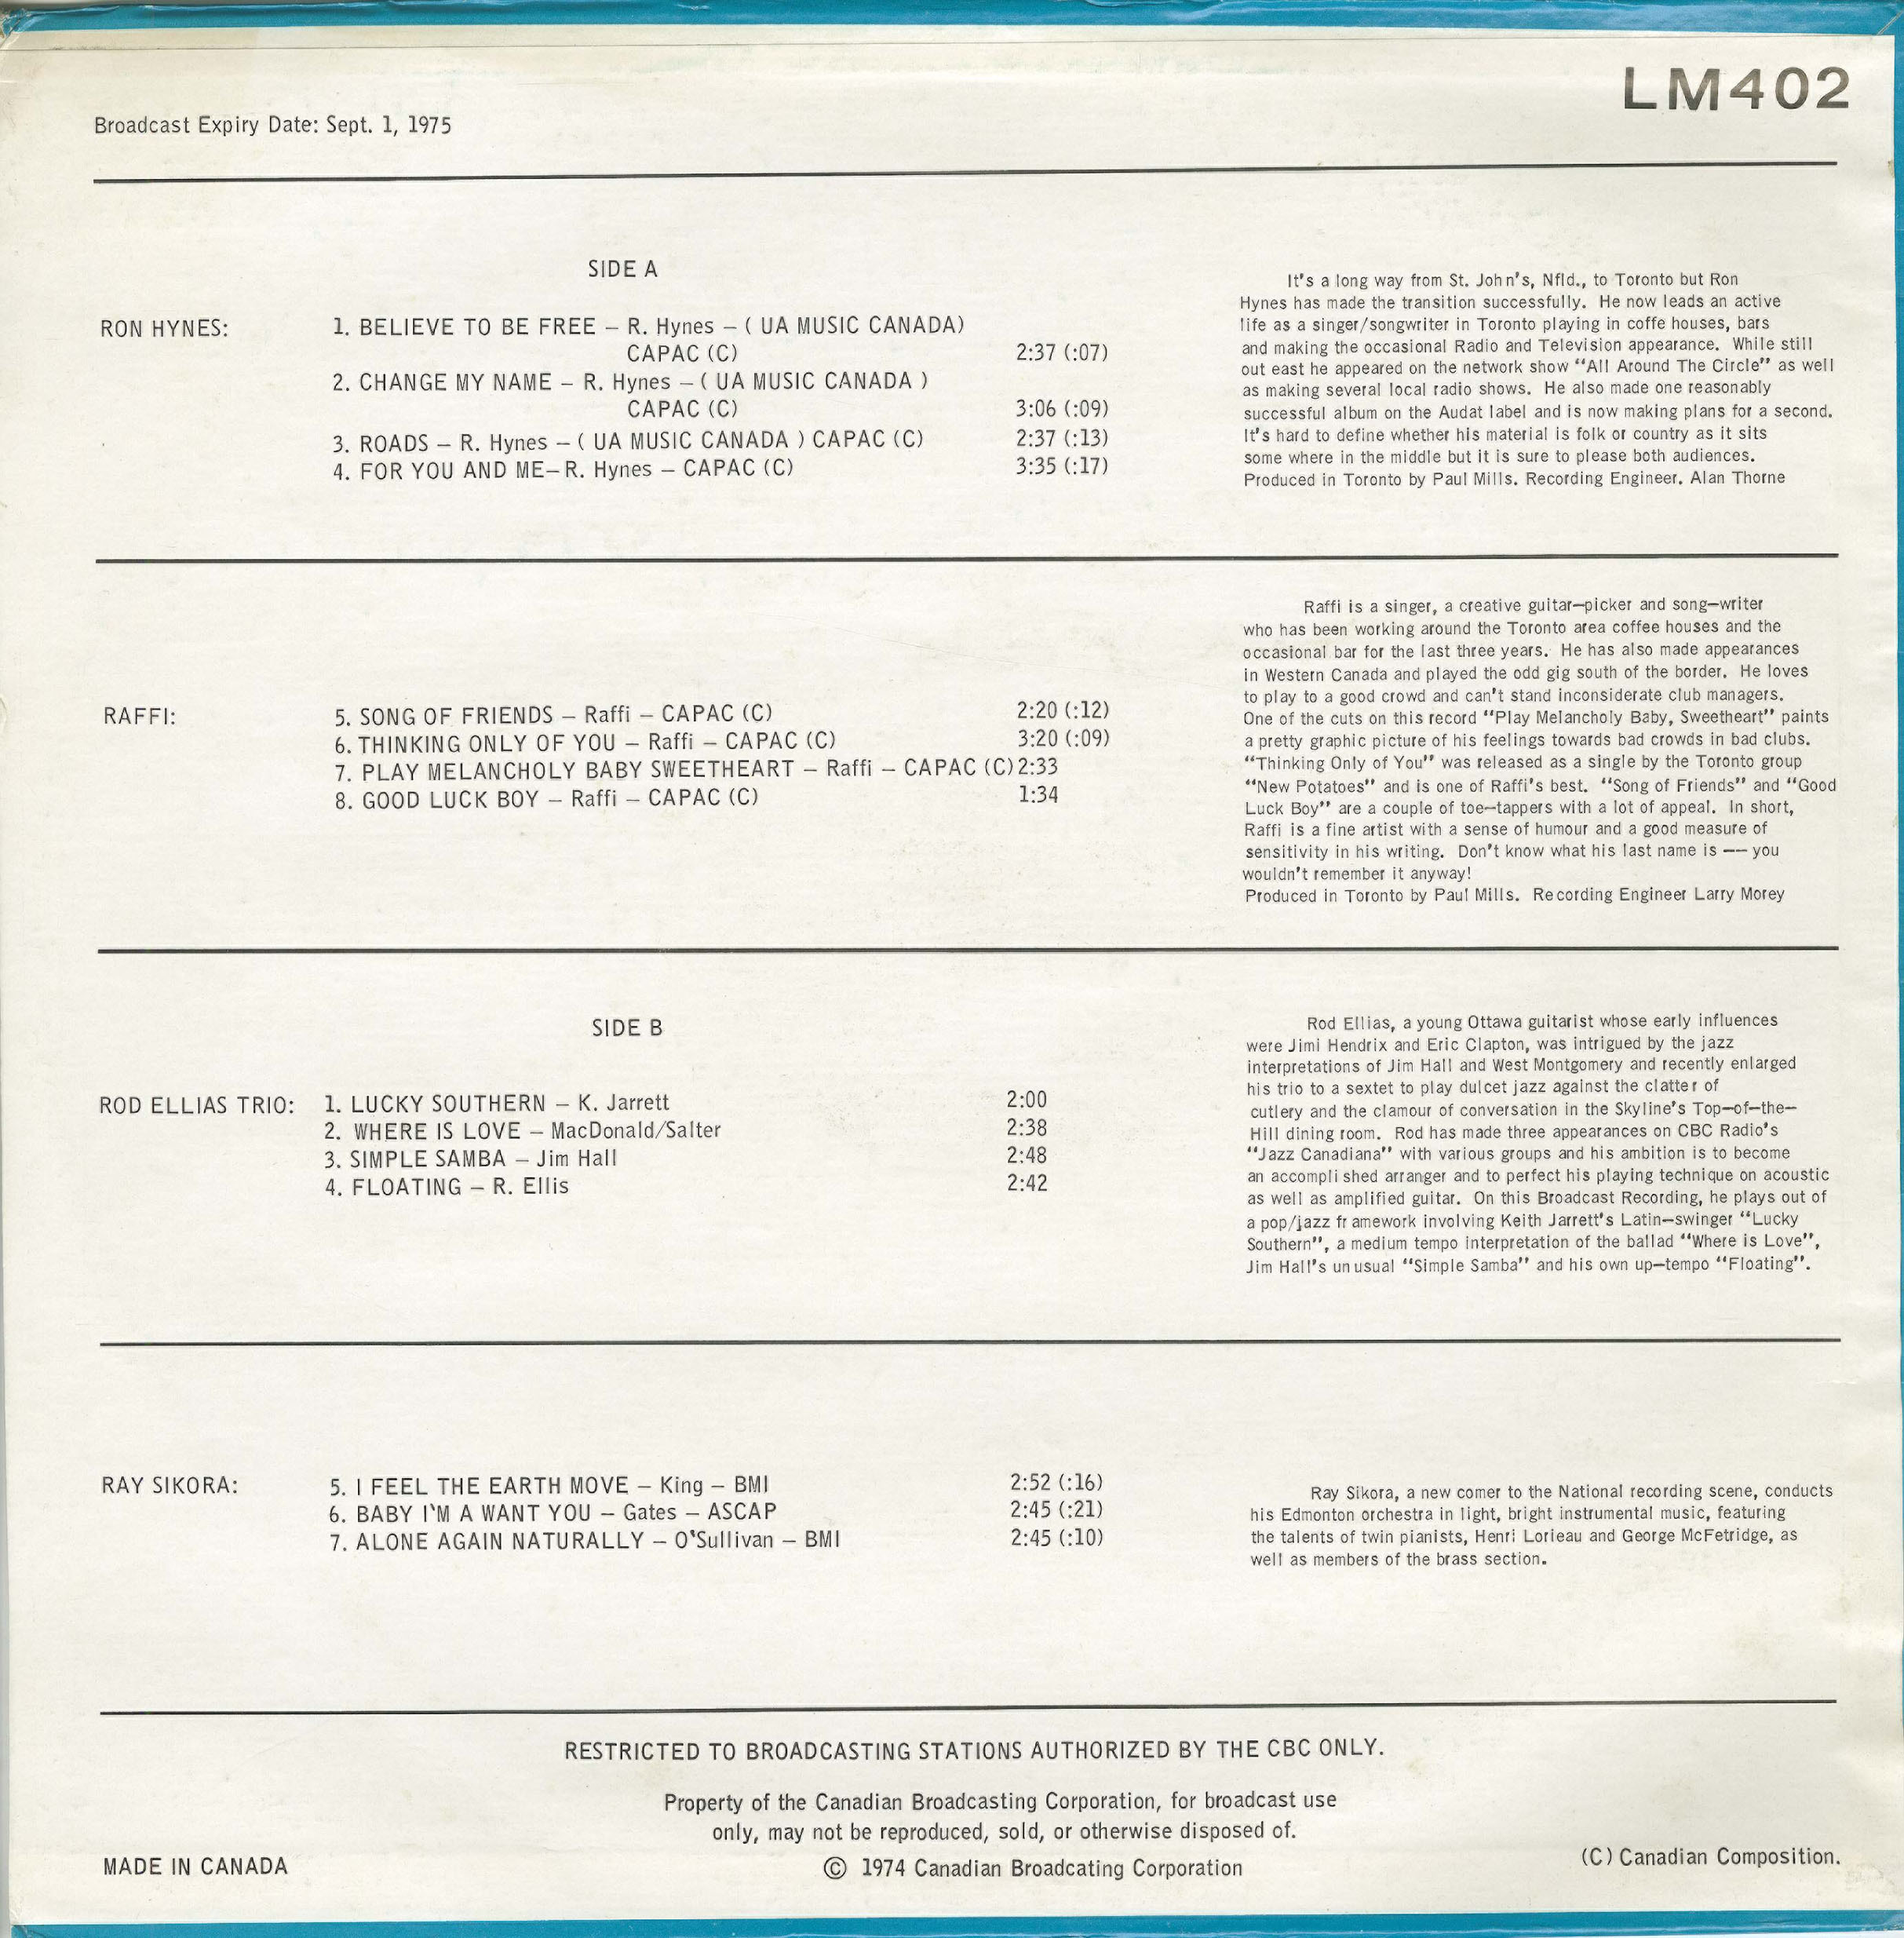 LM402
Broadcast Expiry Date: Sept. 1, 1975
SIDE A
RON HYNES:
1. BELIEVE TO BE FREE – R. Hynes – ( UA MUSIC CANADA)
CAPAC (C) 2:37 (:07)
2. CHANGE MY NAME – R. Hynes – ( UA MUSIC CANADA )
CAPAC (C) 3:06 (:09)
3. ROADS – R. Hynes – ( UA MUSIC CANADA ) CAPAC (C) 2:37 (:13)
4. FOR YOU AND ME– R. Hynes – CAPAC (C) 3:35 (:17)
It's a long way from St. John's, Nfld., to Toronto but Ron
Hynes has made the transition successfully. He now leads an active
life as a singer/songwriter in Toronto playing in coffe houses, bars
and making the occasional Radio and Television appearance. While still
out east he appeared on the network show "All Around The Circle" as well
as making several local radio shows. He also made one reasonably
successful album on the Audat label and is now making plans for a second.
It's hard to define whether his material is folk or country as it sits
some where in the middle but it is sure to please both audiences.
Produced in Toronto by Paul Mills. Recording Engineer. Alan Thorne
RAFFI:
5. SONG OF FRIENDS – Raffi – CAPAC (C) 2:20 (:12)
6. THINKING ONLY OF YOU – Raffi – CAPAC (C) 3:20 (:09)
7. PLAY MELANCHOLY BABY SWEETHEART – Raffi – CAPAC (C) 2:33
8. GOOD LUCK BOY – Raffi – CAPAC (C) 1:34
Raffi is a singer, a creative guitar–picker and song–writer
who has been working around the Toronto area coffee houses and the
occasional bar for the last three years. He has also made appearances
in Western Canada and played the odd gig south of the border. He loves
to play to a good crowd and can't stand inconsiderate club managers.
One of the cuts on this record "Play Melancholy Baby, Sweetheart" paints
a pretty graphic picture of his feelings towards bad crowds in bad clubs.
"Thinking Only of You" was released as a single by the Toronto group
"New Potatoes" and is one of Raffi's best. "Song of Friends" and "Good
Luck Boy" are a couple of toe–tappers with a lot of appeal. In short,
Raffi is a fine artist with a sense of humour and a good measure of
sensitivity in his writing. Don't know what his last name is –– you
wouldn't remember it anyway!
Produced in Toronto by Paul Mills. Recording Engineer Larry Morey
SIDE B
ROD ELLIAS TRIO:
1. LUCKY SOUTHERN – K. Jarrett 2:00
2. WHERE IS LOVE – MacDonald/Salter 2:38
3. SIMPLE SAMBA – Jim Hall 2:48
4. FLOATING – R. Ellis 2:42
Rod Ellias, a young Ottawa guitarist whose early influences
were Jimi Hendrix and Eric Clapton, was intrigued by the jazz
interpretations of Jim Hall and West Montgomery and recently enlarged
his trio to a sextet to play dulcet jazz against the clatter of
cutlery and the clamour of conversation in the Skyline's Top–of–the–
Hill dining room. Rod has made three appearances on CBC Radio's
"Jazz Canadiana" with various groups and his ambition is to become
an accompli shed arranger and to perfect his playing technique on acoustic
as well as amplified guitar. On this Broadcast Recording, he plays out of
a pop/jazz fr amework involving Keith Jarrett's Latin–swinger "Lucky
Southern", a medium tempo interpretation of the ballad "Where is Love",
Jim Hall's unusual "Simple Samba" and his own up–tempo "Floating".
RAY SIKORA:
5. I FEEL THE EARTH MOVE – King – BMI 2:52 (:16)
6. BABY I'M A WANT YOU – Gates – ASCAP 2:45 (:21)
7. ALONE AGAIN NATURALLY – O'Sullivan – BMI 2:45 (:10)
Ray Sikora, a new comer to the National recording scene, conducts
his Edmonton orchestra in light, bright instrumental music, featuring
the talents of twin pianists, Henri Lorieau and George McFetridge, as
well as members of the brass section.
RESTRICTED TO BROADCASTING STATIONS AUTHORIZED BY THE CBC ONLY.
Property of the Canadian Broadcasting Corporation, for broadcast use
only, may not be reproduced, sold, or otherwise disposed of.
© 1974 Canadian Broadcating Corporation
MADE IN CANADA
(C) Canadian Composition.